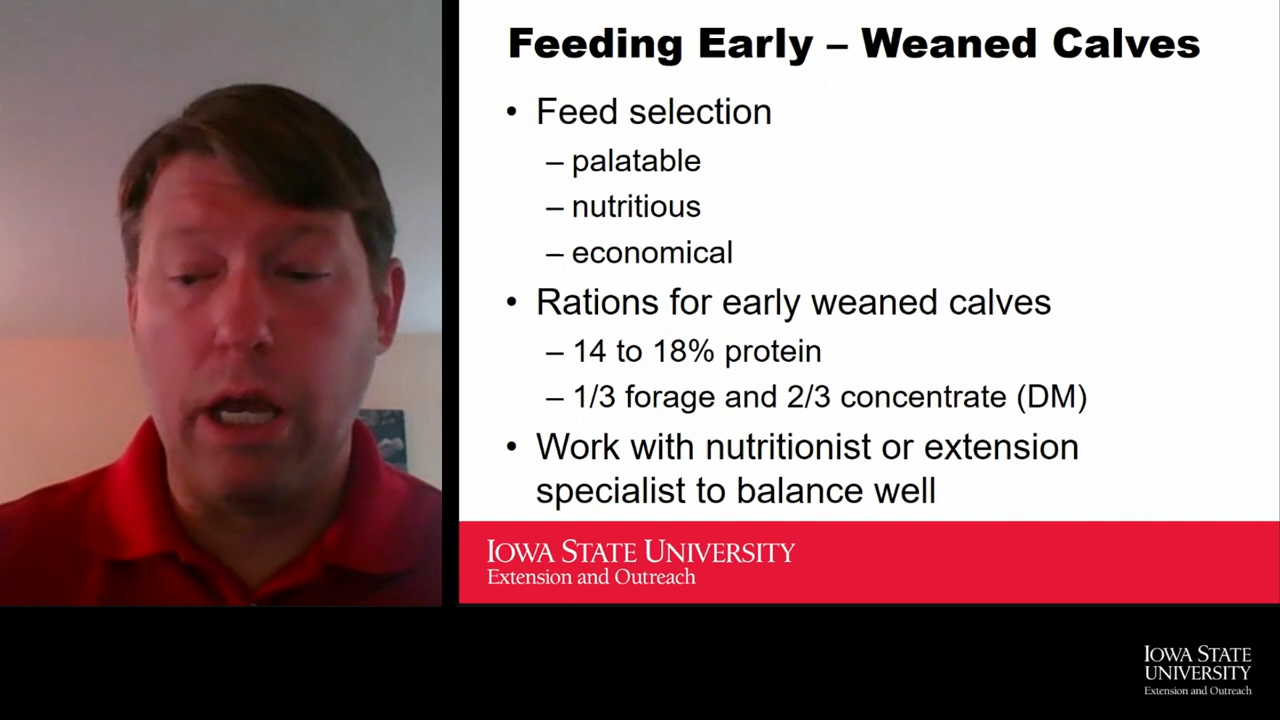 Feeding Early – Weaned Calves
• Feed selection
– palatable
– nutritious
– economical
• Rations for early weaned calves
– 14 to 18% protein
– 1/3 forage and 2/3 concentrate (DM)
• Work with nutritionist or extension
specialist to balance well
IOWA STATE UNIVERSITY
Extension and Outreach
IOWA STATE
UNIVERSITY
Extension and Outreach